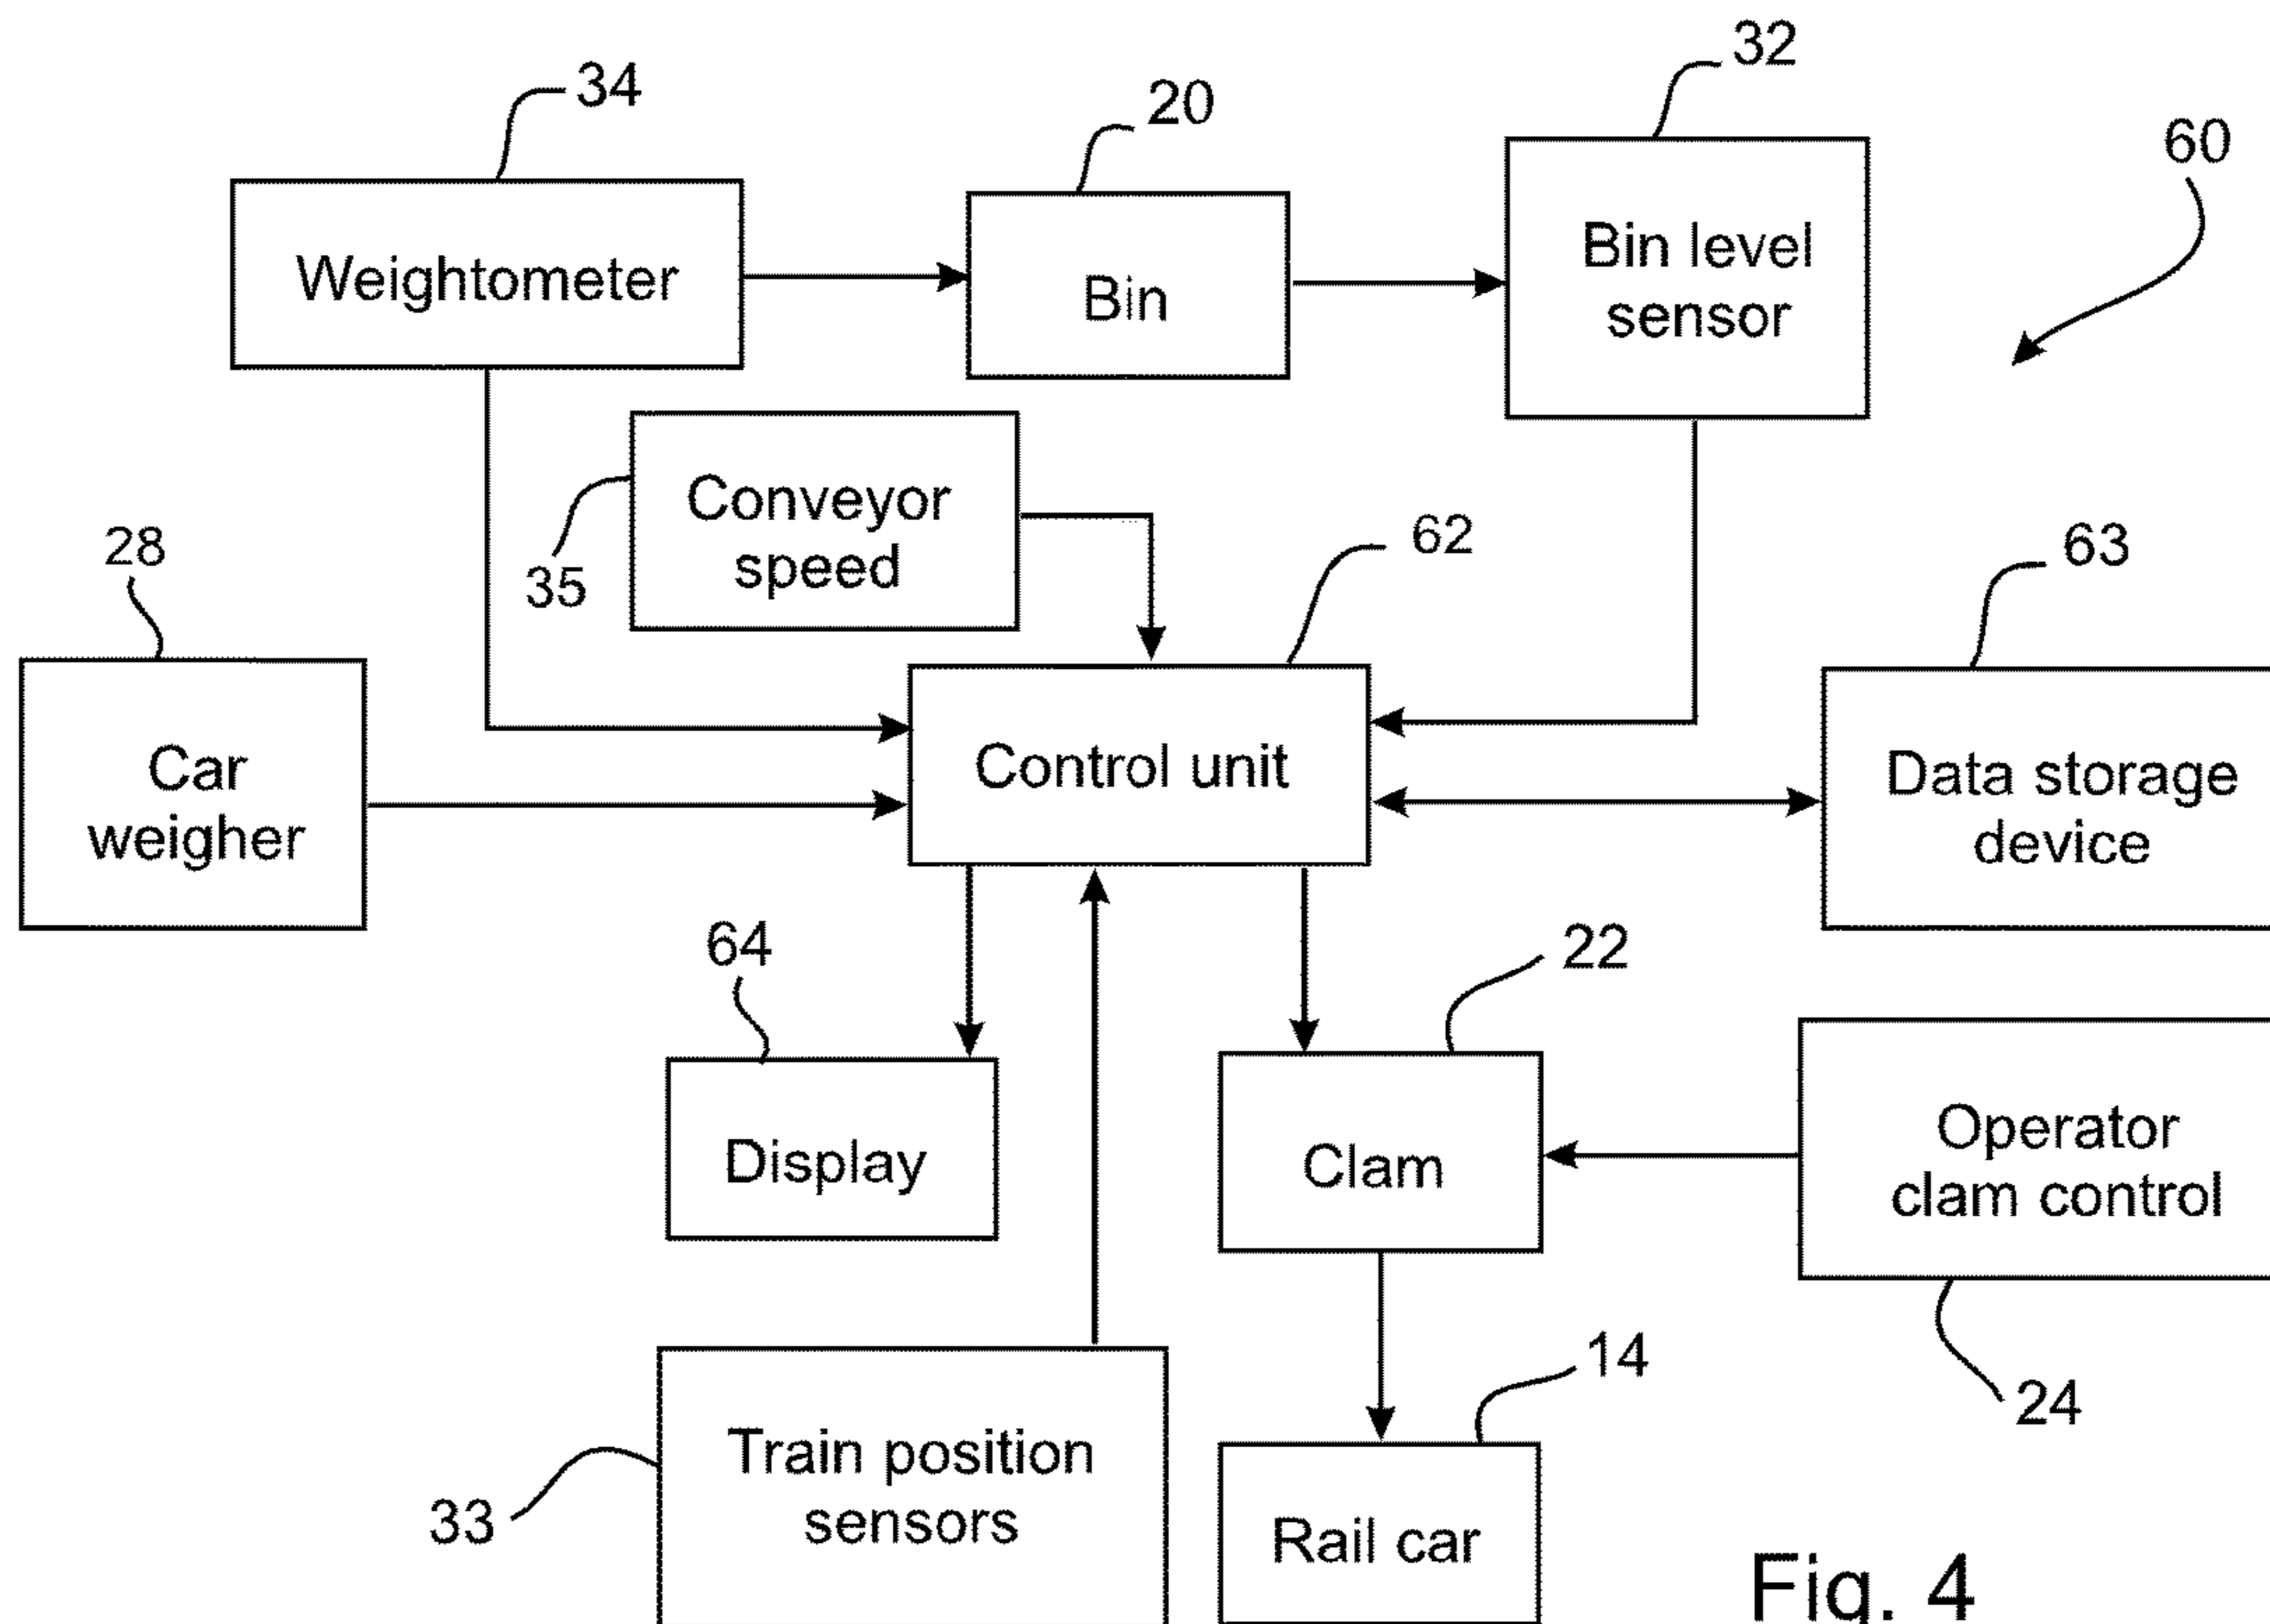 34
20
32
60
Weightometer
Bin
Bin level
sensor
Conveyor
speed
35
62
28
63
Car
weigher
Control unit
Data storage
device
64
22
Display
Clam
Operator
clam control
14
24
Train position
sensors
33
Rail car
Fig. 4